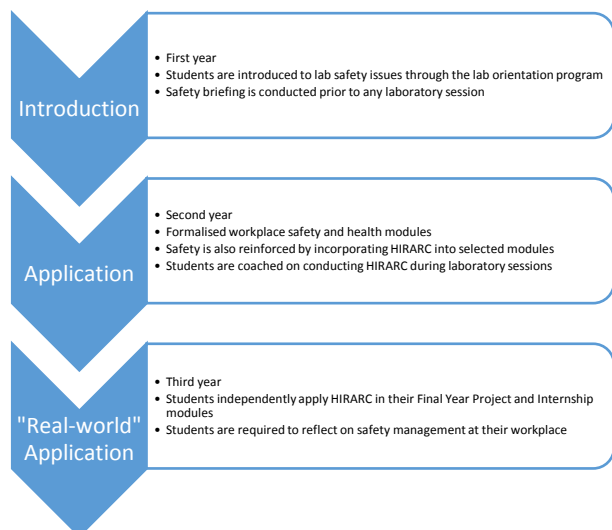 Introduction
• First year
• Students are introduced to lab safety issues through the lab orientation program
• Safety briefing is conducted prior to any laboratory session
Application
• Second year
• Formalised workplace safety and health modules
• Safety is also reinforced by incorporating HIRARC into selected modules
• Students are coached on conducting HIRARC during laboratory sessions
"Real-world"
Application
• Third year
• Students independently apply HIRARC in their Final Year Project and Internship
modules
• Students are required to reflect on safety management at their workplace